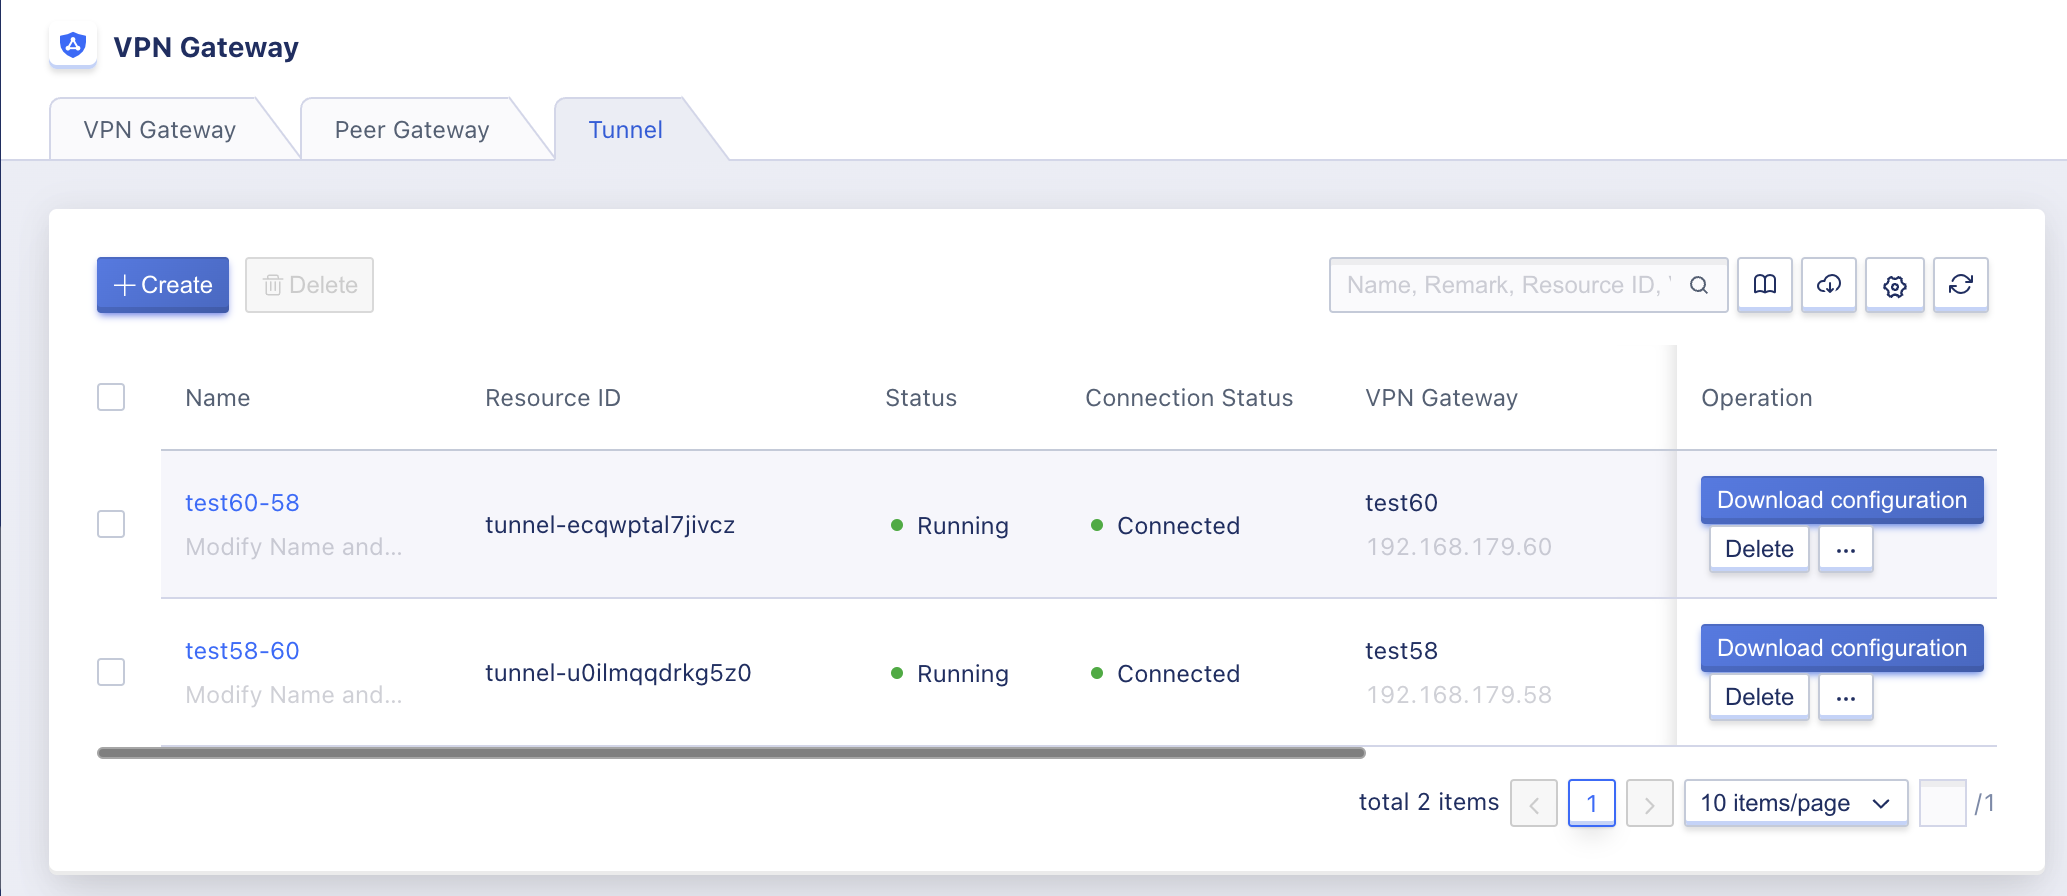 VPN Gateway
VPN Gateway Peer Gateway Tunnel
Create Delete Name, Remark, Resource ID,
Name Resource ID Status Connection Status VPN Gateway Operation
test60-58 tunnel-ecqwptal7jivcz Running Connected test60 Download configuration
Modify Name and... 192.168.179.60 Delete ...
test58-60 tunnel-u0ilmqqdrkg5z0 Running Connected test58 Download configuration
Modify Name and... 192.168.179.58 Delete ...
total 2 items 1 10 items/page /1